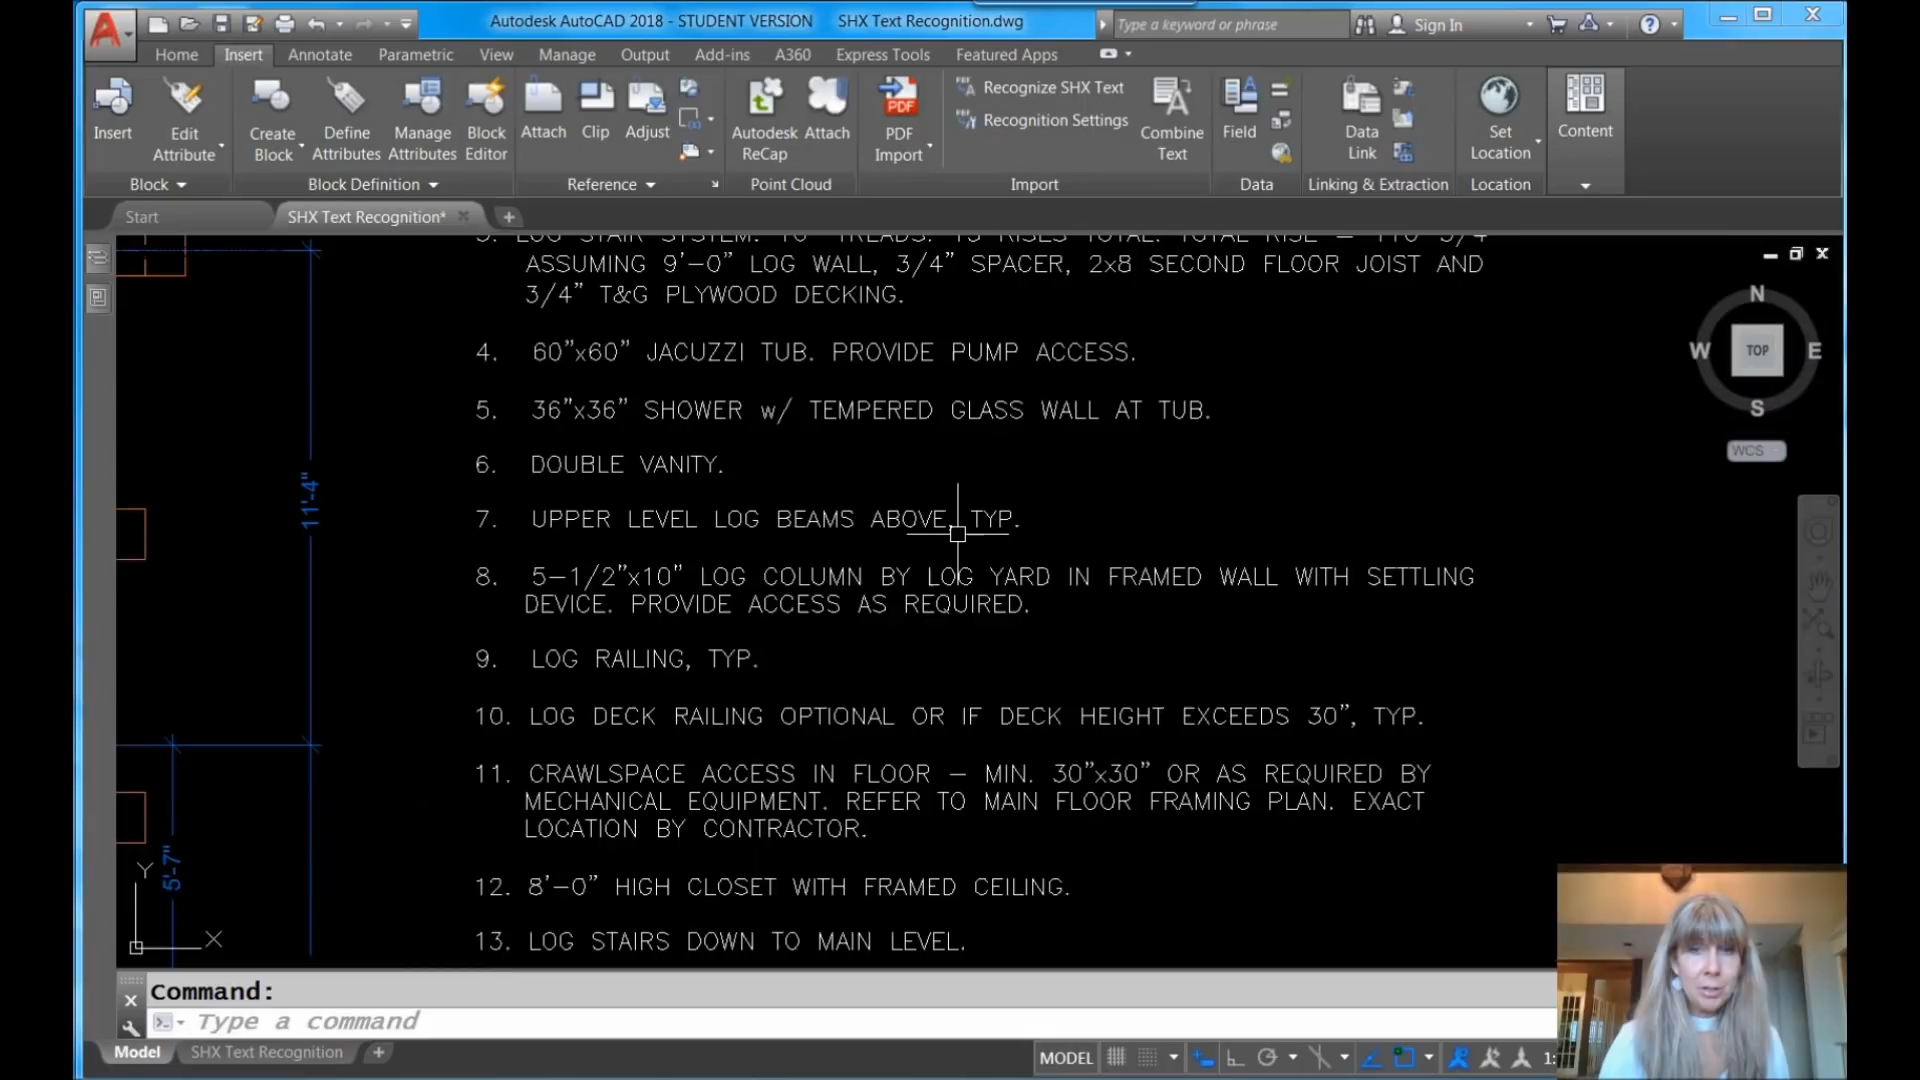 Autodesk AutoCAD 2018 - STUDENT VERSION SHX Text Recognition.dwg
Type a keyword or phrase
Sign In
Home Insert Annotate Parametric View Manage Output Add-ins A360 Express Tools Featured Apps
Insert
Edit Attribute
Create Block
Define Attributes
Manage Attributes
Block Editor
Attach
Clip
Adjust
Autodesk ReCap
Attach
PDF Import
Recognize SHX Text
Recognition Settings
Combine Text
Field
Data Link
Set Location
Content
Block Block Definition Reference Point Cloud Import Data Linking & Extraction Location
Start SHX Text Recognition*
3. LOG STAIR SYSTEM. 16 TREADS. TOTAL RISE =
ASSUMING 9'-0" LOG WALL, 3/4" SPACER, 2x8 SECOND FLOOR JOIST AND
3/4" T&G PLYWOOD DECKING.
4. 60"x60" JACUZZI TUB. PROVIDE PUMP ACCESS.
5. 36"x36" SHOWER w/ TEMPERED GLASS WALL AT TUB.
6. DOUBLE VANITY.
7. UPPER LEVEL LOG BEAMS ABOVE, TYP.
8. 5-1/2"x10" LOG COLUMN BY LOG YARD IN FRAMED WALL WITH SETTLING
DEVICE. PROVIDE ACCESS AS REQUIRED.
9. LOG RAILING, TYP.
10. LOG DECK RAILING OPTIONAL OR IF DECK HEIGHT EXCEEDS 30", TYP.
11. CRAWLSPACE ACCESS IN FLOOR - MIN. 30"x30" OR AS REQUIRED BY
MECHANICAL EQUIPMENT. REFER TO MAIN FLOOR FRAMING PLAN. EXACT
LOCATION BY CONTRACTOR.
12. 8'-0" HIGH CLOSET WITH FRAMED CEILING.
13. LOG STAIRS DOWN TO MAIN LEVEL.
11'-4"
5'-7"
Y
X
N
W TOP E
S
WCS
Command:
Type a command
Model SHX Text Recognition
MODEL
1: